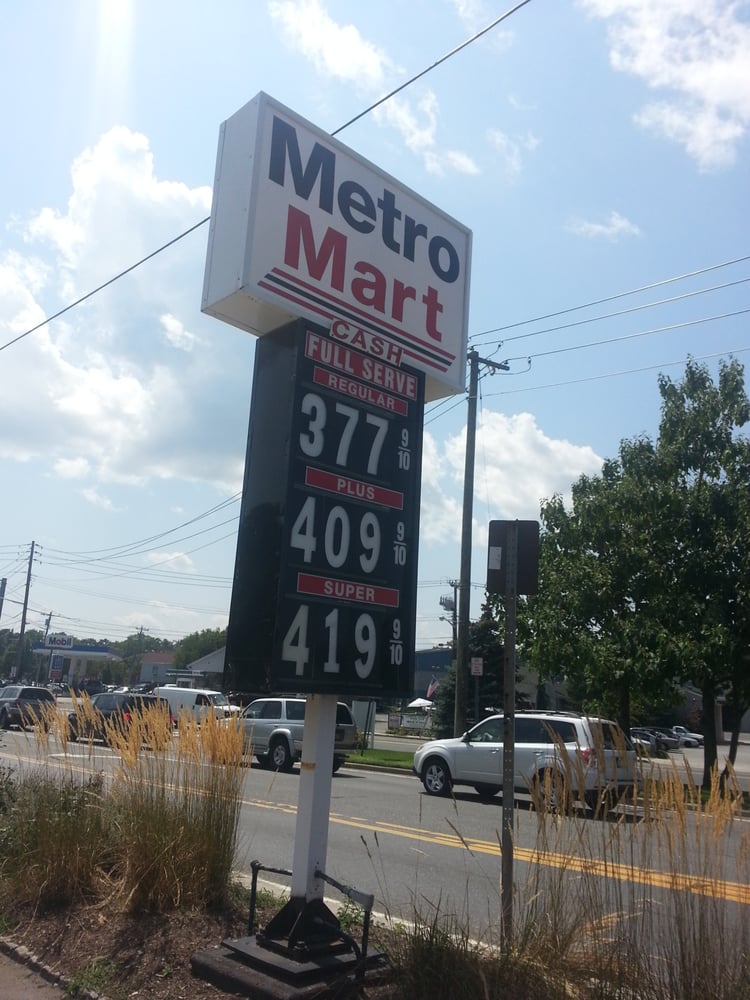 Metro
Mart
CASH
FULL SERVE
REGULAR
377 9/10
PLUS
409 9/10
SUPER
419 9/10
Mobil